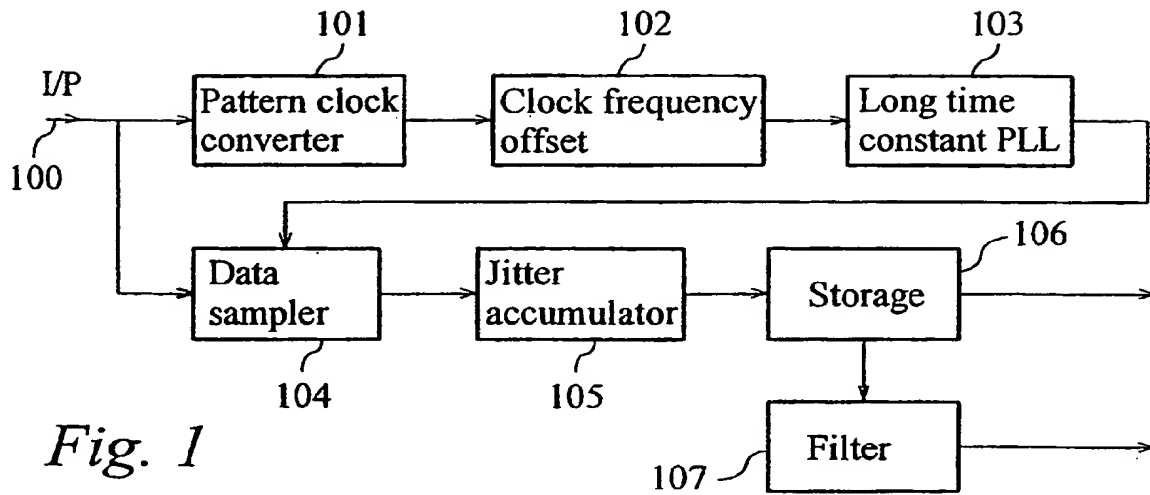 101
102
103
I/P
100
Pattern clock
converter
Clock frequency
offset
Long time
constant PLL
Data
sampler
Jitter
accumulator
106
Storage
104
105
Filter
107
Fig. 1